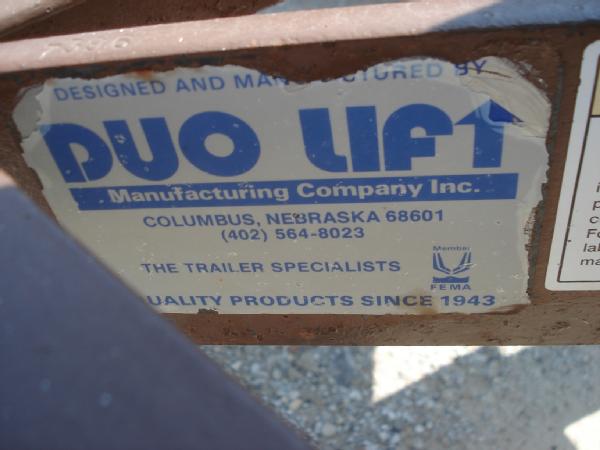 DESIGNED AND MANUFACTURED BY
DUO LIFT
Manufacturing Company Inc.
COLUMBUS, NEBRASKA 68601
(402) 564-8023
THE TRAILER SPECIALISTS
Member
FEMA
QUALITY PRODUCTS SINCE 1943